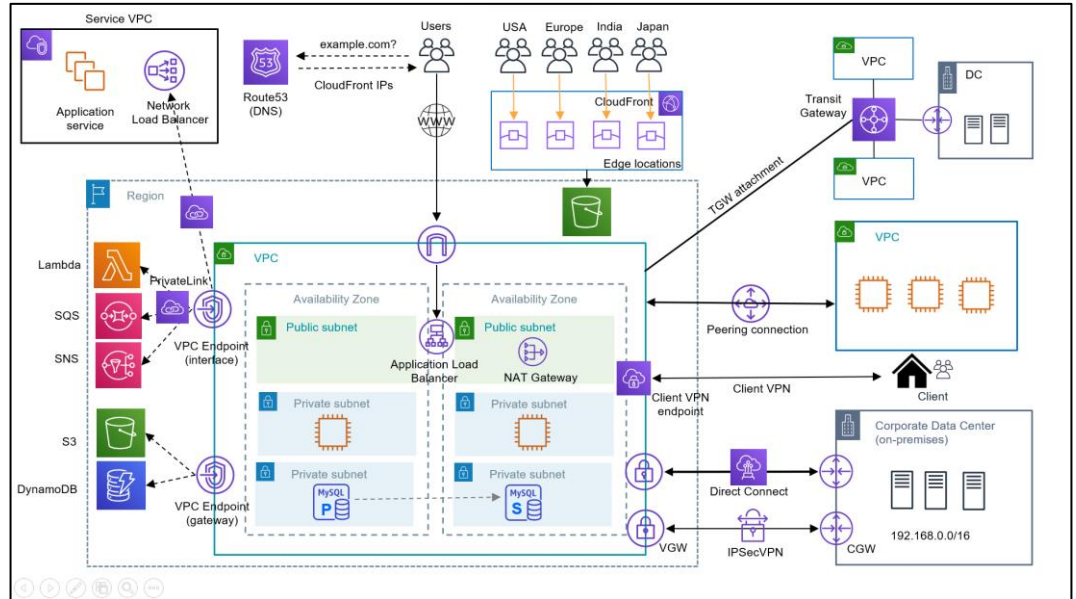 Service VPC
Application
service
Network
Load Balancer
53
Route53
(DNS)
example.com?
CloudFront IPs
Users
WWW
USA
Europe
India
Japan
CloudFront
Edge locations
VPC
Transit
Gateway
DC
VPC
TGW attachment
Region
Lambda
SQS
SNS
PrivateLink
VPC Endpoint
(interface)
S3
DynamoDB
VPC Endpoint
(gateway)
VPC
Availability Zone
Public subnet
Private subnet
Private subnet
MySQL
P
Application Load
Balancer
Availability Zone
Public subnet
NAT Gateway
Private subnet
Private subnet
MySQL
S
VPC
Peering connection
Client VPN
endpoint
Client VPN
Client
Direct Connect
VGW
IPSecVPN
CGW
Corporate Data Center
(on-premises)
192.168.0.0/16